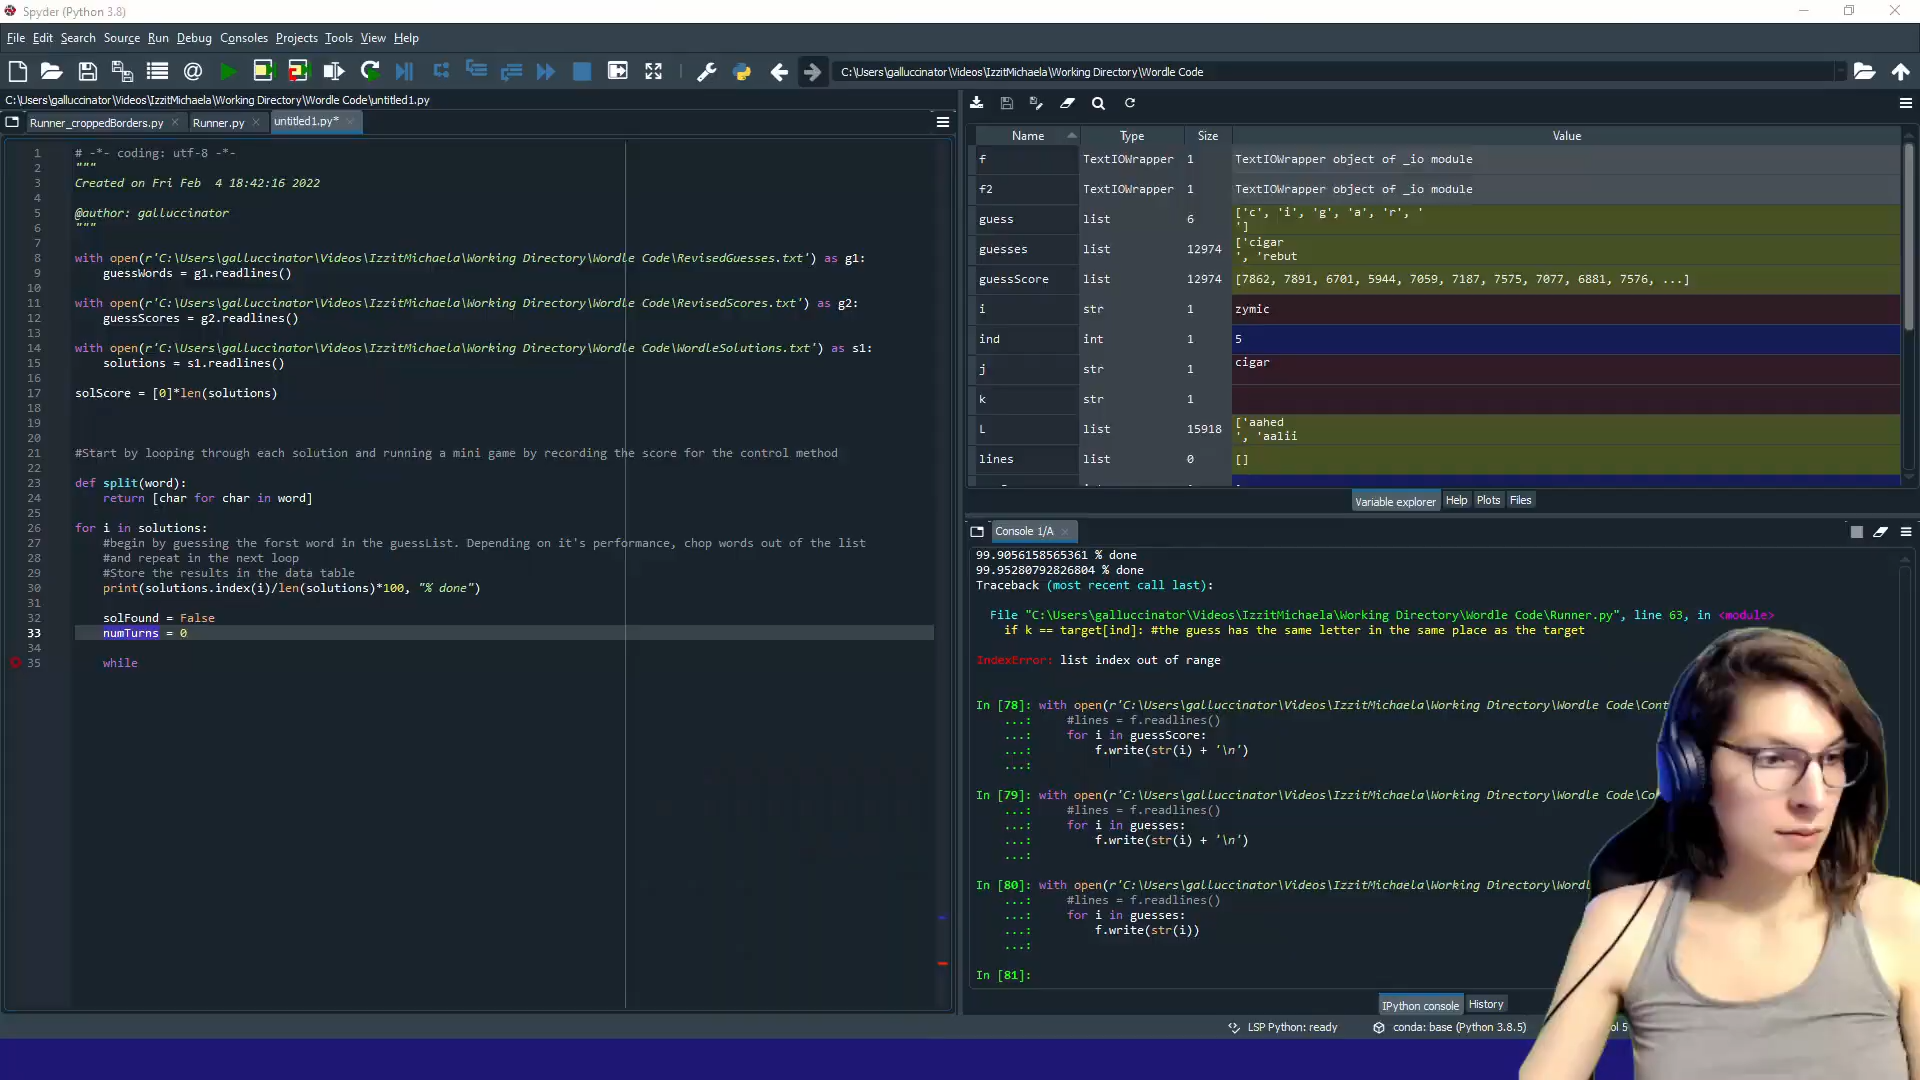 Spyder (Python 3.8)
File Edit Search Source Run Debug Consoles Projects Tools View Help
C:\Users\galluccinator\Videos\IzzitMichaela\Working Directory\Wordle Code
C:\Users\galluccinator\Videos\IzzitMichaela\Working Directory\Wordle Code\untitled1.py
Runner_croppedBorders.py Runner.py untitled1.py*
1 # -*- coding: utf-8 -*-
2 """
3 Created on Fri Feb  4 18:42:16 2022
4
5 @author: galluccinator
6 """
7
8 with open(r'C:\Users\galluccinator\Videos\IzzitMichaela\Working Directory\Wordle Code\RevisedGuesses.txt') as g1:
9     guessWords = g1.readlines()
10
11 with open(r'C:\Users\galluccinator\Videos\IzzitMichaela\Working Directory\Wordle Code\RevisedScores.txt') as g2:
12     guessScores = g2.readlines()
13
14 with open(r'C:\Users\galluccinator\Videos\IzzitMichaela\Working Directory\Wordle Code\WordleSolutions.txt') as s1:
15     solutions = s1.readlines()
16
17 solScore = [0]*len(solutions)
18
19
20
21 #Start by looping through each solution and running a mini game by recording the score for the control method
22
23 def split(word):
24     return [char for char in word]
25
26 for i in solutions:
27     #begin by guessing the forst word in the guessList. Depending on it's performance, chop words out of the list
28     #and repeat in the next loop
29     #Store the results in the data table
30     print(solutions.index(i)/len(solutions)*100, "% done")
31
32     solFound = False
33     numTurns = 0
34
35     while
Name Type Size Value
f TextIOWrapper 1 TextIOWrapper object of _io module
f2 TextIOWrapper 1 TextIOWrapper object of _io module
guess list 6 ['c', 'i', 'g', 'a', 'r', '
']
guesses list 12974 ['cigar
', 'rebut
guessScore list 12974 [7862, 7891, 6701, 5944, 7059, 7187, 7575, 7077, 6881, 7576, ...]
i str 1 zymic
ind int 1 5
j str 1 cigar
k str 1
L list 15918 ['aahed
', 'aalii
lines list 0 []
Variable explorer Help Plots Files
Console 1/A
99.9056158565361 % done
99.95280792826804 % done
Traceback (most recent call last):
File "C:\Users\galluccinator\Videos\IzzitMichaela\Working Directory\Wordle Code\Runner.py", line 63, in <module>
if k == target[ind]: #the guess has the same letter in the same place as the target
IndexError: list index out of range
In [78]: with open(r'C:\Users\galluccinator\Videos\IzzitMichaela\Working Directory\Wordle Code\Cont
...:     #lines = f.readlines()
...:     for i in guessScore:
...:         f.write(str(i) + '\n')
...:
In [79]: with open(r'C:\Users\galluccinator\Videos\IzzitMichaela\Working Directory\Wordle Code\Co
...:     #lines = f.readlines()
...:     for i in guesses:
...:         f.write(str(i) + '\n')
...:
In [80]: with open(r'C:\Users\galluccinator\Videos\IzzitMichaela\Working Directory\Wordl
...:     #lines = f.readlines()
...:     for i in guesses:
...:         f.write(str(i))
...:
In [81]:
IPython console History
LSP Python: ready conda: base (Python 3.8.5) ol 5